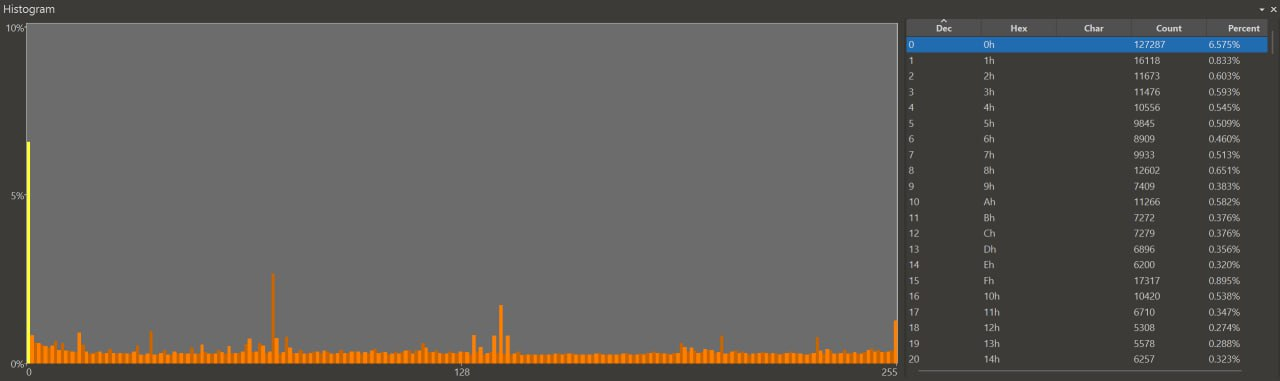 Histogram
10%
5%
0%
0 128 255
Dec Hex Char Count Percent
0 0h 127287 6.575%
1 1h 16118 0.833%
2 2h 11673 0.603%
3 3h 11476 0.593%
4 4h 10556 0.545%
5 5h 9845 0.509%
6 6h 8909 0.460%
7 7h 9933 0.513%
8 8h 12602 0.651%
9 9h 7409 0.383%
10 Ah 11266 0.582%
11 Bh 7272 0.376%
12 Ch 7279 0.376%
13 Dh 6896 0.356%
14 Eh 6200 0.320%
15 Fh 17317 0.895%
16 10h 10420 0.538%
17 11h 6710 0.347%
18 12h 5308 0.274%
19 13h 5578 0.288%
20 14h 6257 0.323%